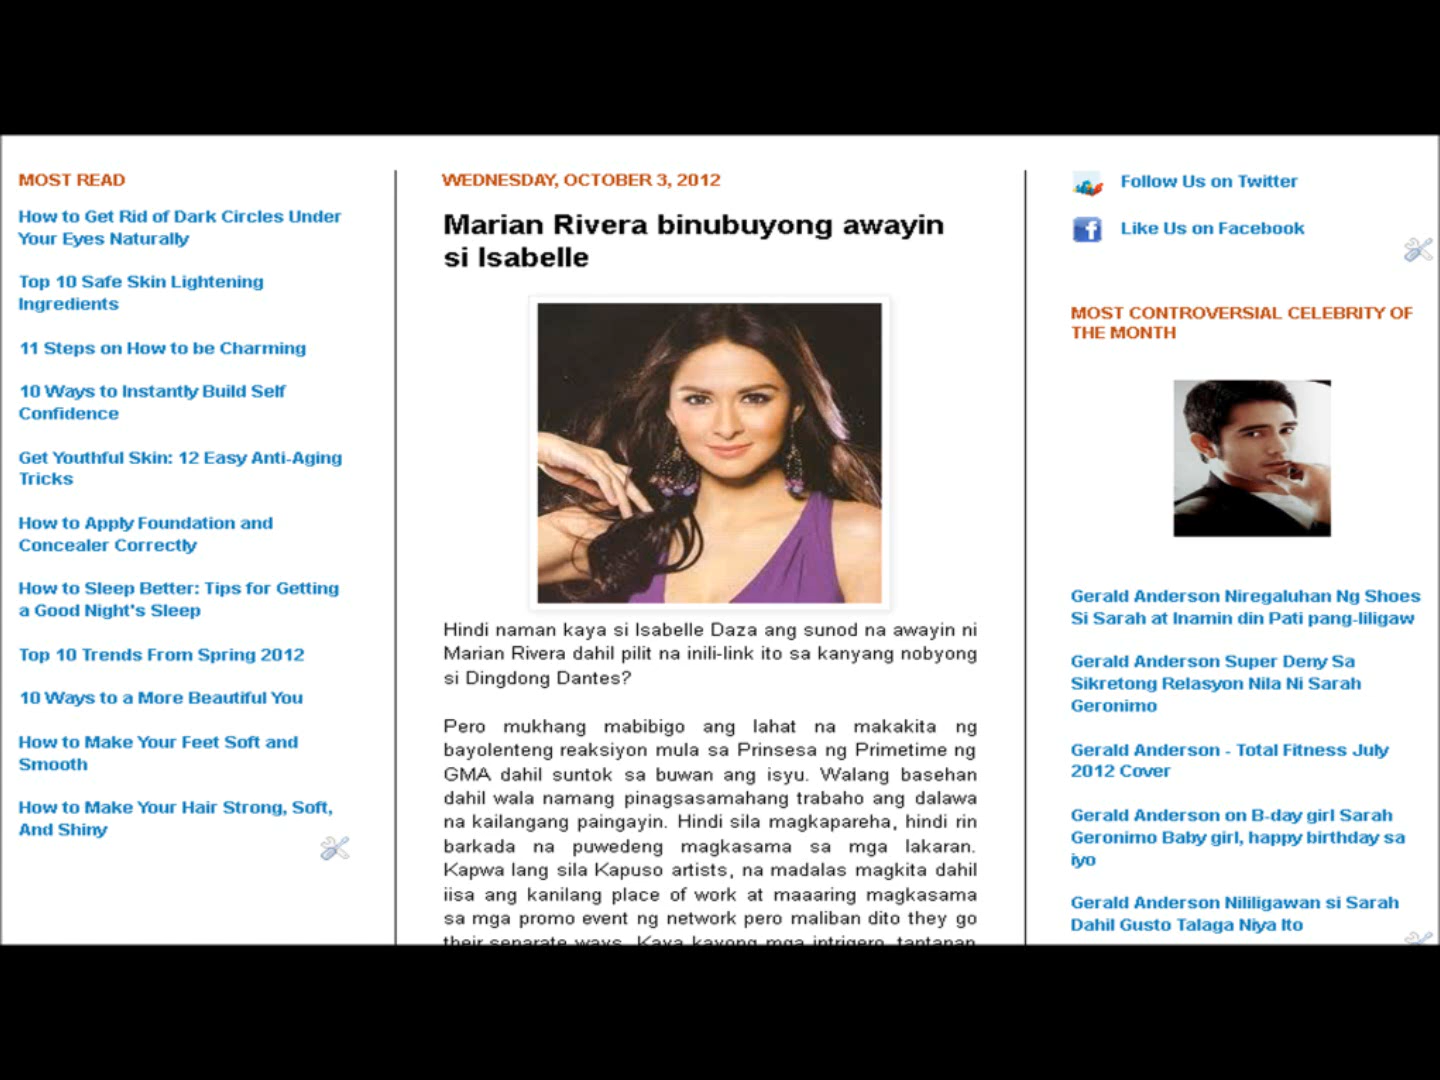 MOST READ
How to Get Rid of Dark Circles Under
Your Eyes Naturally
Top 10 Safe Skin Lightening
Ingredients
11 Steps on How to be Charming
10 Ways to Instantly Build Self
Confidence
Get Youthful Skin: 12 Easy Anti-Aging
Tricks
How to Apply Foundation and
Concealer Correctly
How to Sleep Better: Tips for Getting
a Good Night's Sleep
Top 10 Trends From Spring 2012
10 Ways to a More Beautiful You
How to Make Your Feet Soft and
Smooth
How to Make Your Hair Strong, Soft,
And Shiny
WEDNESDAY, OCTOBER 3, 2012
Marian Rivera binubuyong awayin
si Isabelle
Hindi naman kaya si Isabelle Daza ang sunod na awayin ni
Marian Rivera dahil pilit na inili-link ito sa kanyang nobyong
si Dingdong Dantes?
Pero mukhang mabibigo ang lahat na makakita ng
bayolenteng reaksiyon mula sa Prinsesa ng Primetime ng
GMA dahil suntok sa buwan ang isyu. Walang basehan
dahil wala namang pinagsasamahang trabaho ang dalawa
na kailangang paingayin. Hindi sila magkapareha, hindi rin
barkada na puwedeng magkasama sa mga lakaran.
Kapwa lang sila Kapuso artists, na madalas magkita dahil
iisa ang kanilang place of work at maaaring magkasama
sa mga promo event ng network pero maliban dito they go
their separate ways. Kaya kayong mga intrigero, tantanan
Follow Us on Twitter
Like Us on Facebook
MOST CONTROVERSIAL CELEBRITY OF
THE MONTH
Gerald Anderson Niregaluhan Ng Shoes
Si Sarah at Inamin din Pati pang-liligaw
Gerald Anderson Super Deny Sa
Sikretong Relasyon Nila Ni Sarah
Geronimo
Gerald Anderson - Total Fitness July
2012 Cover
Gerald Anderson on B-day girl Sarah
Geronimo Baby girl, happy birthday sa
iyo
Gerald Anderson Nililigawan si Sarah
Dahil Gusto Talaga Niya Ito